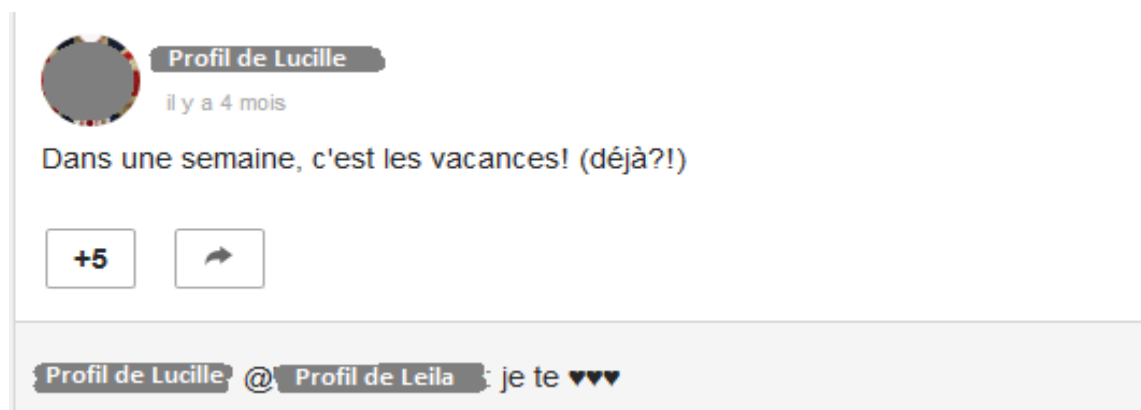 Profil de Lucille
il y a 4 mois
Dans une semaine, c'est les vacances! (déjà?!)
+5
Profil de Lucille @ Profil de Leila : je te ♥♥♥